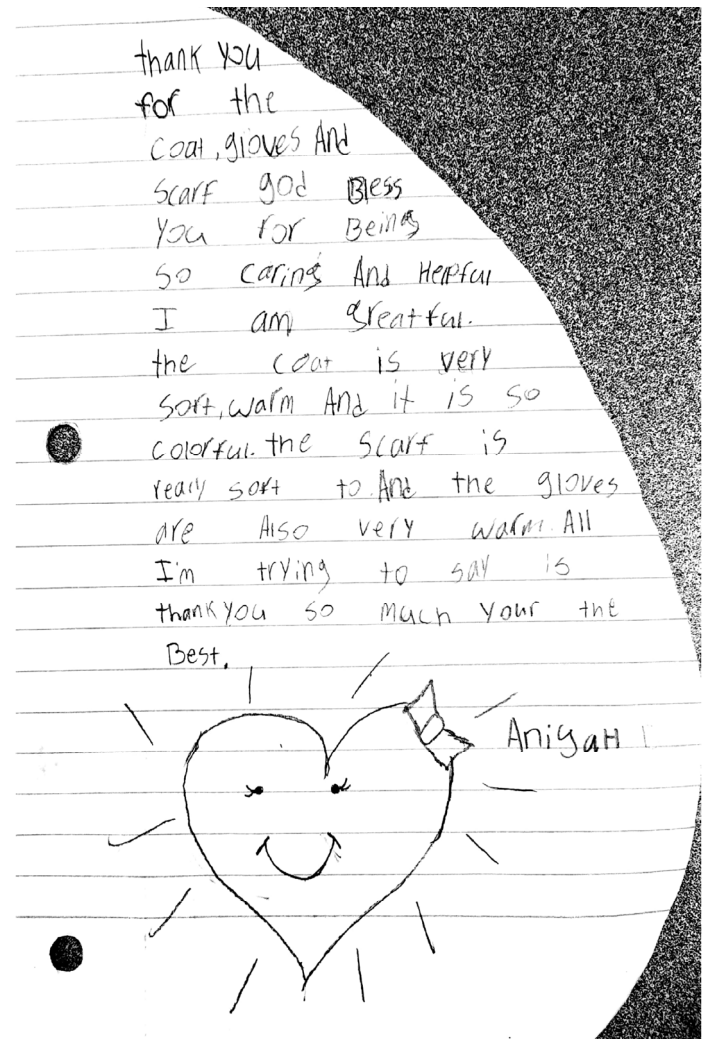 thank you
for the
coat, gloves And
Scarf god Bless
You for Being
So caring And Helpful
I am greatful.
the coat is very
soft, warm And it is so
colorful. the scarf is
really soft to. And the gloves
are Also very warm. All
I'm trying to say is
thank you so much your the
Best.
Aniyah